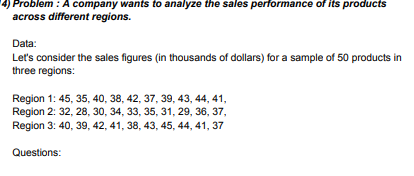 4) Problem : A company wants to analyze the sales performance of its products
across different regions.
Data:
Let's consider the sales figures (in thousands of dollars) for a sample of 50 products in
three regions:
Region 1: 45, 35, 40, 38, 42, 37, 39, 43, 44, 41,
Region 2: 32, 28, 30, 34, 33, 35, 31, 29, 36, 37,
Region 3: 40, 39, 42, 41, 38, 43, 45, 44, 41, 37
Questions: